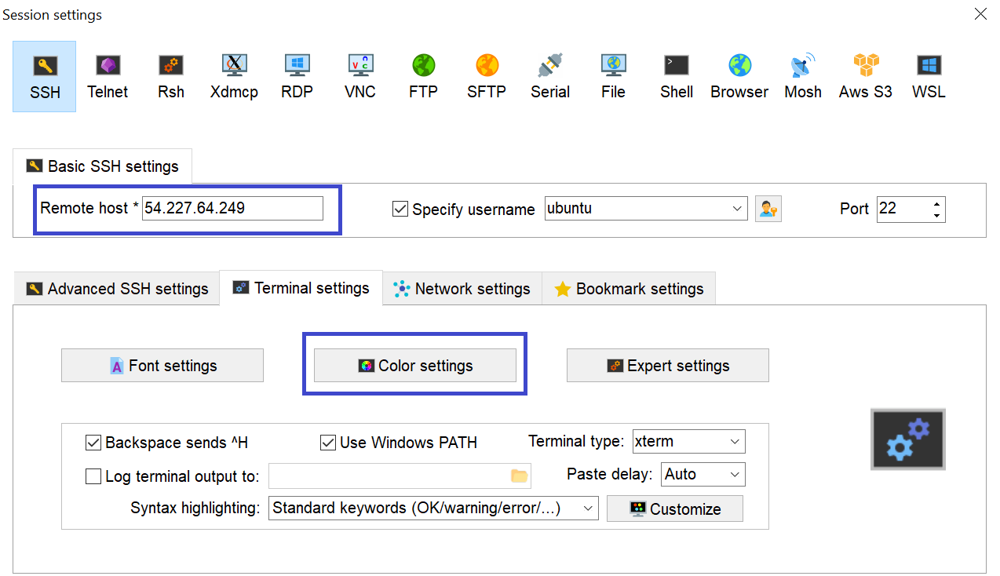 Session settings
SSH Telnet Rsh Xdmcp RDP VNC FTP SFTP Serial File Shell Browser Mosh Aws S3 WSL
Basic SSH settings
Remote host * 54.227.64.249 Specify username ubuntu Port 22
Advanced SSH settings Terminal settings Network settings Bookmark settings
Font settings Color settings Expert settings
Backspace sends ^H Use Windows PATH Terminal type: xterm
Log terminal output to: Paste delay: Auto
Syntax highlighting: Standard keywords (OK/warning/error/...) Customize